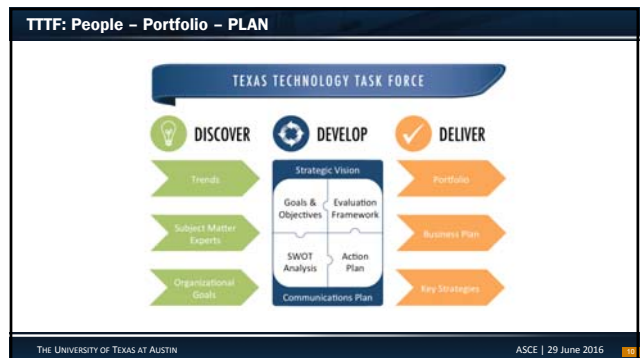 TTTF: People – Portfolio – PLAN
TEXAS TECHNOLOGY TASK FORCE
DISCOVER
Trends
Subject Matter
Experts
Organizational
Goals
DEVELOP
Strategic Vision
Goals &
Objectives
Evaluation
Framework
SWOT
Analysis
Action
Plan
Communications Plan
DELIVER
Portfolio
Business Plan
Key Strategies
THE UNIVERSITY OF TEXAS AT AUSTIN
ASCE | 29 June 2016
10